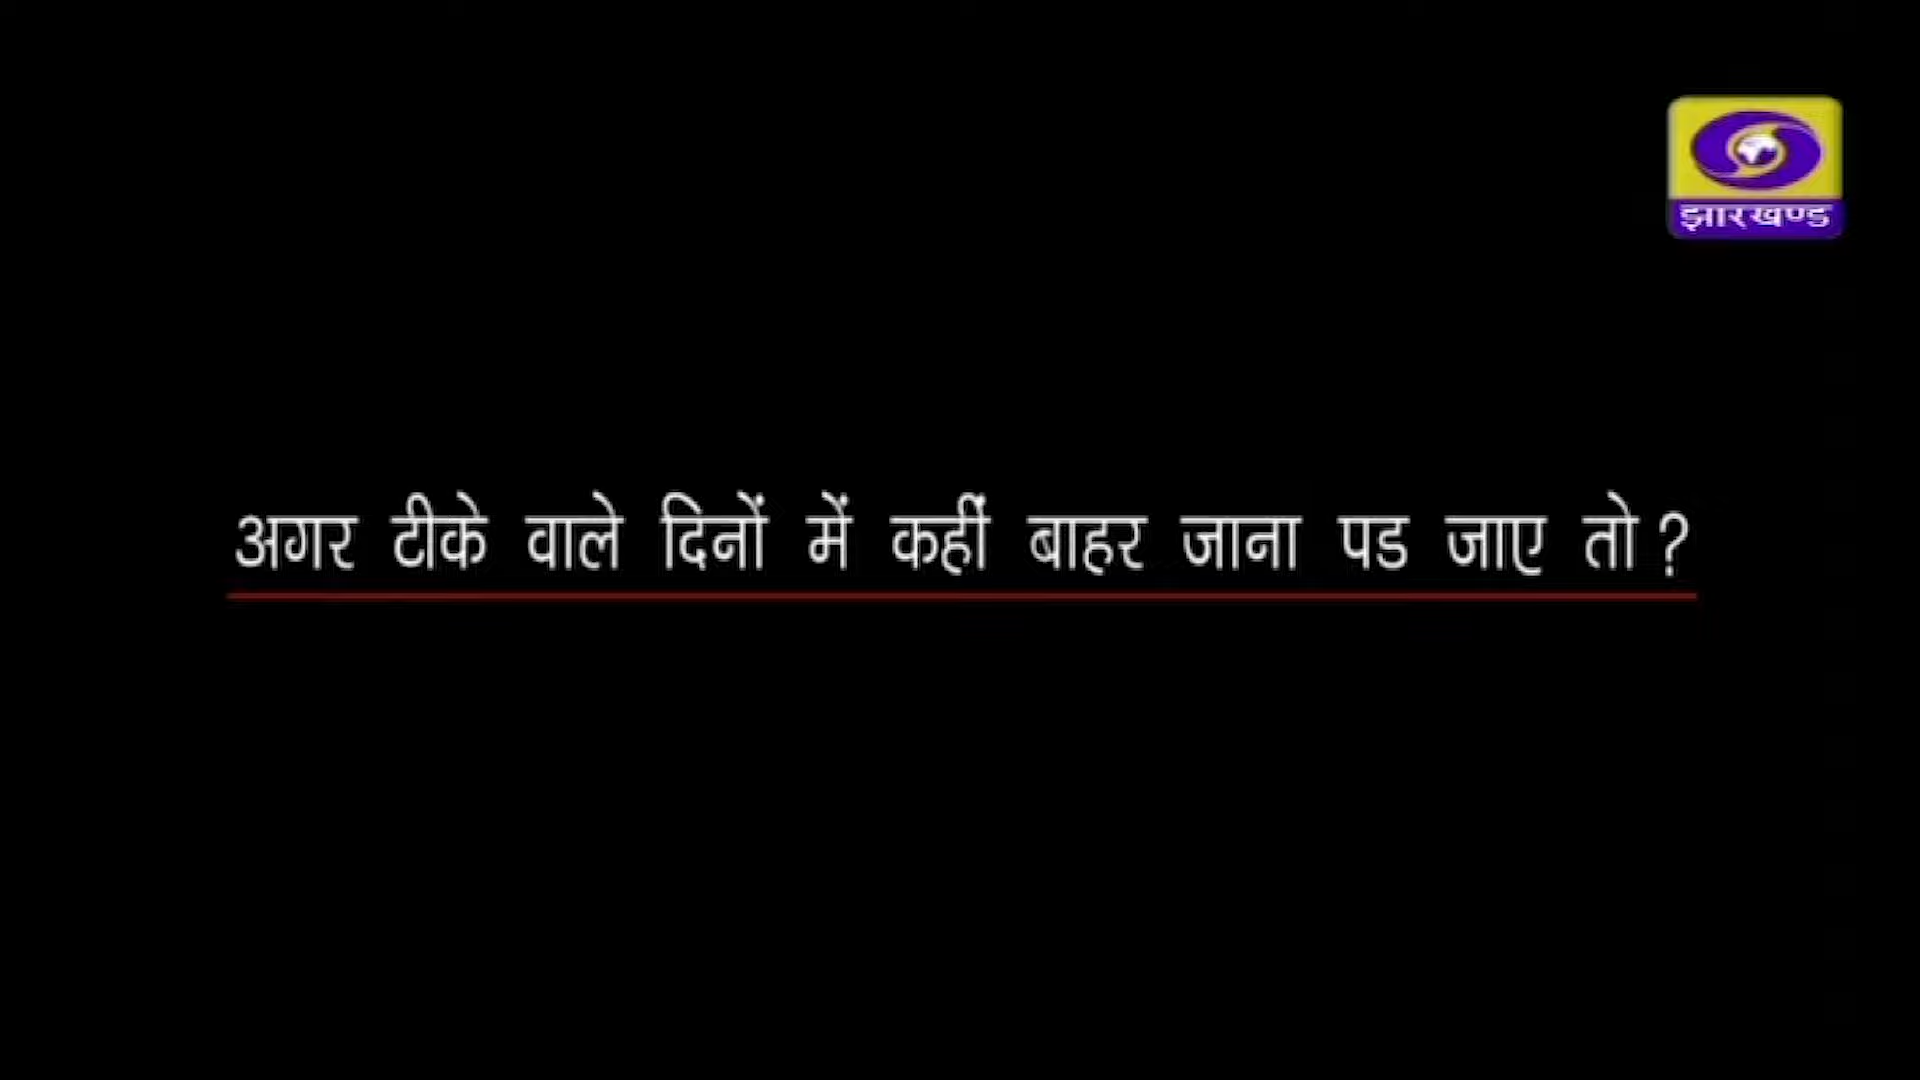 झारखण्ड
अगर टीके वाले दिनों में कहीं बाहर जाना पड जाए तो ?